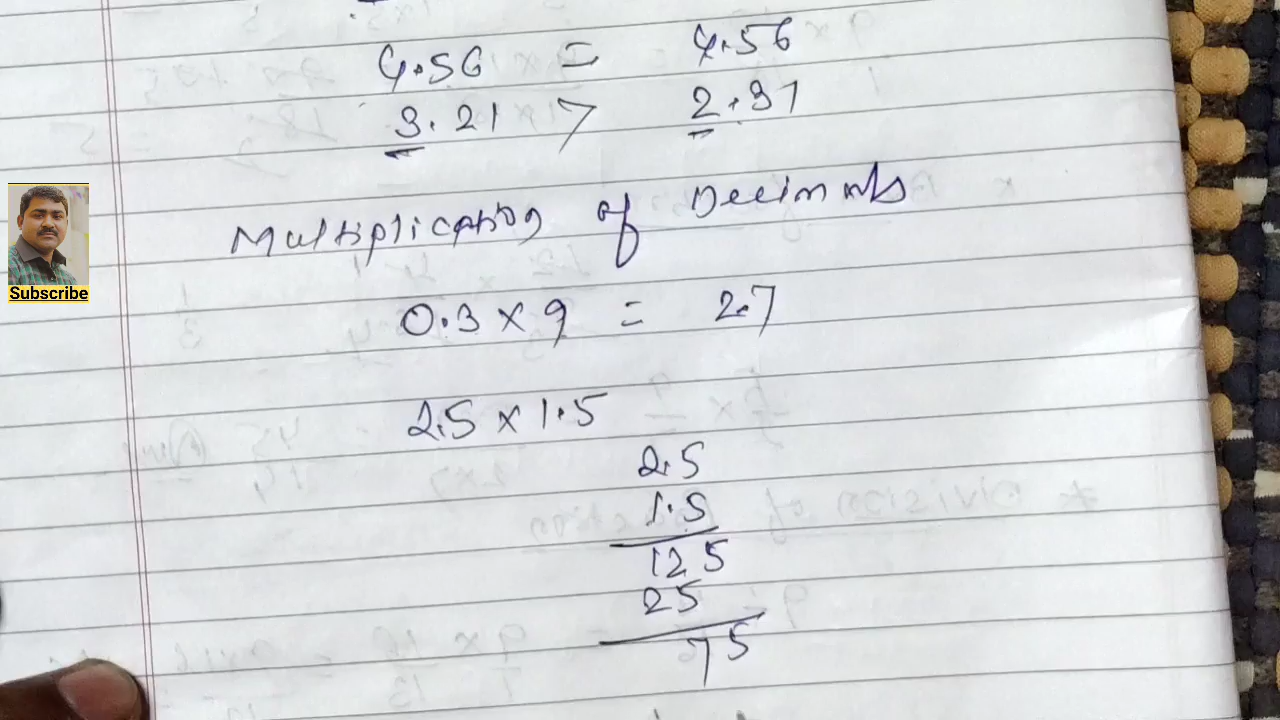 4.56 = 4.56
3.21 > 2.31
Multiplication of Decimals
Subscribe
0.3 × 9 = 2.7
2.5 × 1.5
2.5
1.5
125
25
75